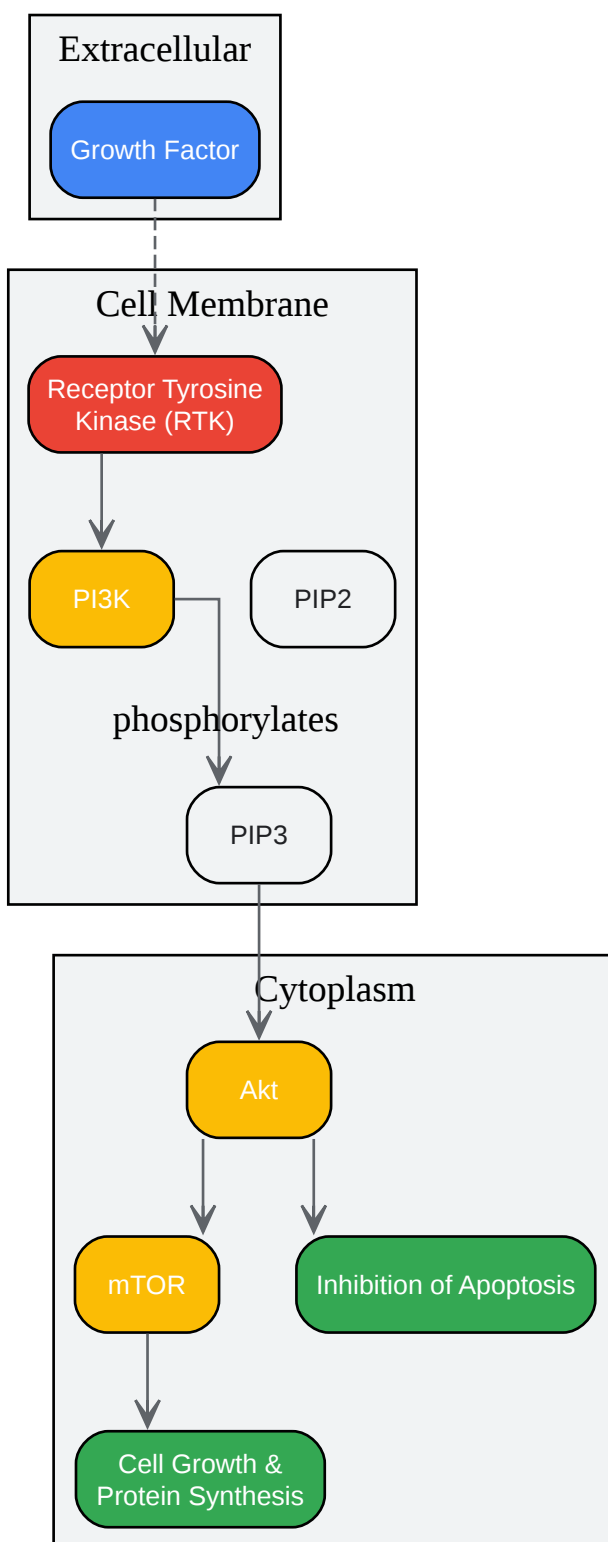 Extracellular
Growth Factor
Cell Membrane
Receptor Tyrosine
Kinase (RTK)
PI3K
PIP2
phosphorylates
PIP3
Cytoplasm
Akt
mTOR
Inhibition of Apoptosis
Cell Growth &
Protein Synthesis